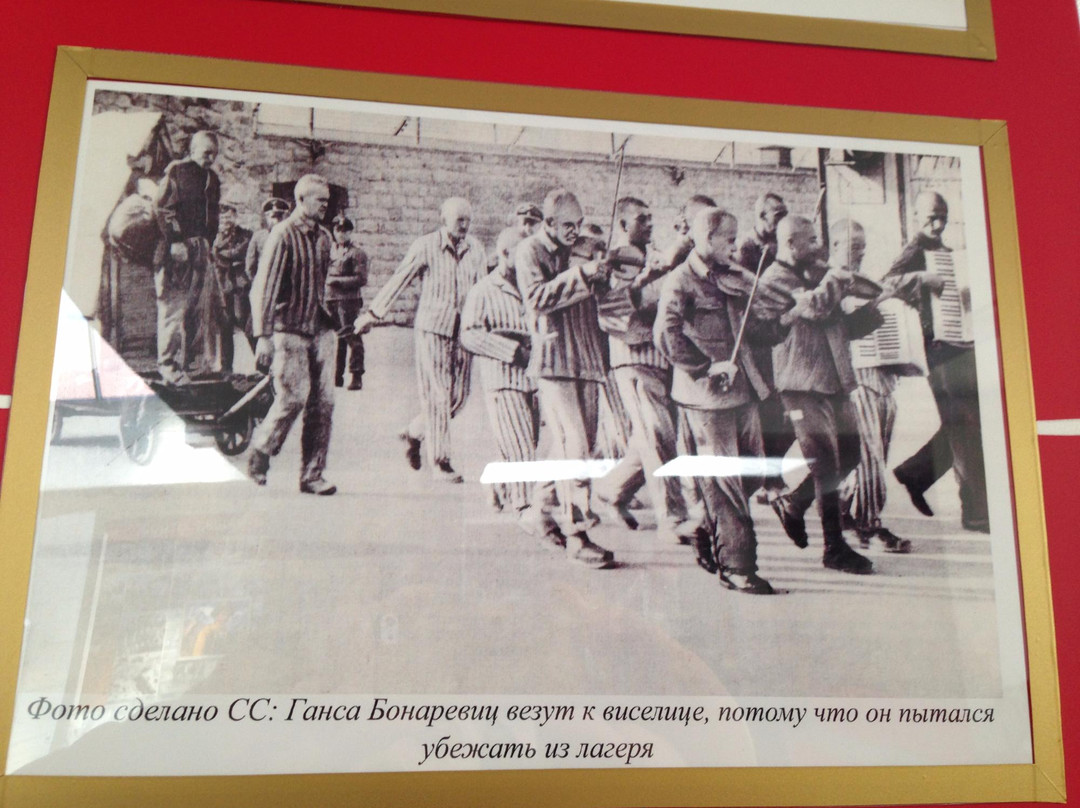 Фото сделано СС: Ганса Бонаревиц везут к виселице, потому что он пытался
убежать из лагеря